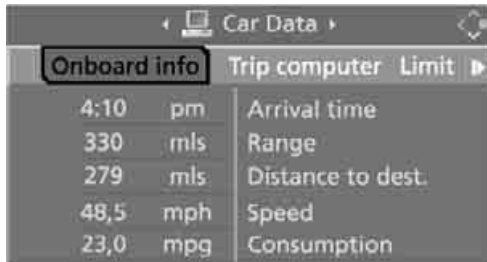 Car Data
Onboard info Trip computer Limit
4:10 pm Arrival time
330 mls Range
279 mls Distance to dest.
48,5 mph Speed
23,0 mpg Consumption